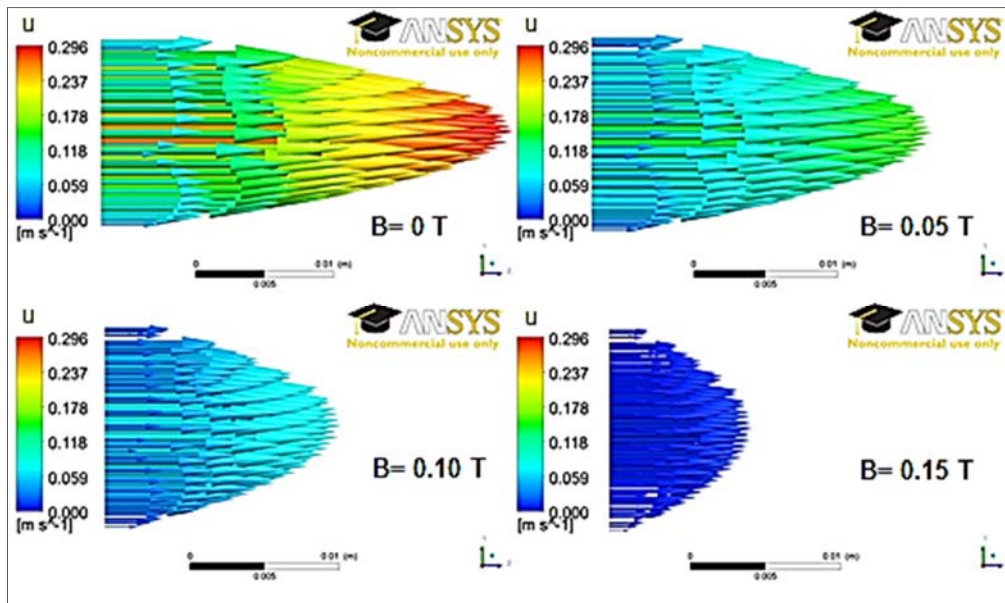 u
ANSYS
Noncommercial use only
0.296
0.237
0.178
0.118
0.059
0.000
[m s^-1]
B= 0 T
0
0.01 (m)
0.005
u
ANSYS
Noncommercial use only
0.296
0.237
0.178
0.118
0.059
0.000
[m s^-1]
B= 0.05 T
0
0.01 (m)
0.005
u
ANSYS
Noncommercial use only
0.296
0.237
0.178
0.118
0.059
0.000
[m s^-1]
B= 0.10 T
0
0.01 (m)
0.005
u
ANSYS
Noncommercial use only
0.296
0.237
0.178
0.118
0.059
0.000
[m s^-1]
B= 0.15 T
0
0.01 (m)
0.005